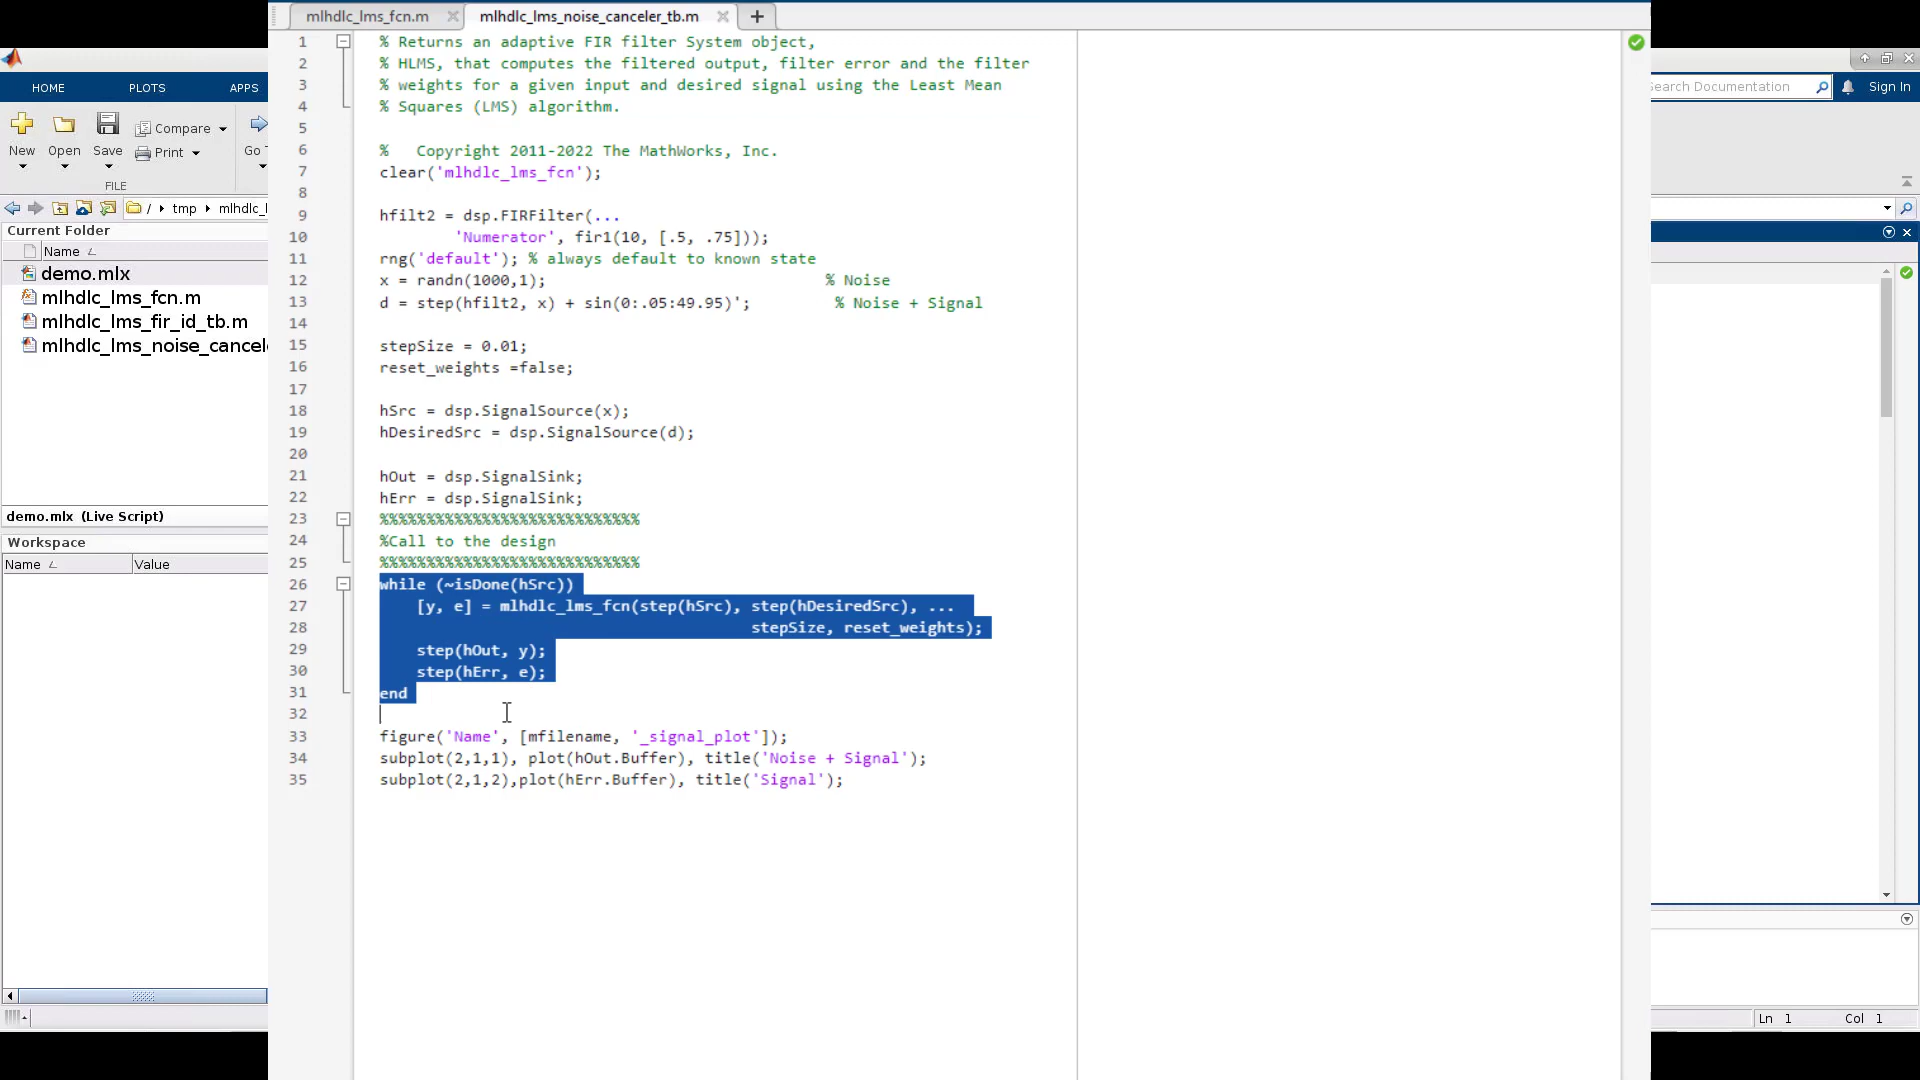 mlhdlc_lms_fcn.m
mlhdlc_lms_noise_canceler_tb.m
HOME PLOTS APPS
Search Documentation
Sign In
New
Open
Save
Compare
Print
Go
FILE
/ tmp mlhdlc_l
Current Folder
Name
demo.mlx
mlhdlc_lms_fcn.m
mlhdlc_lms_fir_id_tb.m
mlhdlc_lms_noise_cancel
demo.mlx (Live Script)
Workspace
Name Value
1 % Returns an adaptive FIR filter System object,
2 % HLMS, that computes the filtered output, filter error and the filter
3 % weights for a given input and desired signal using the Least Mean
4 % Squares (LMS) algorithm.
5
6 %   Copyright 2011-2022 The MathWorks, Inc.
7 clear('mlhdlc_lms_fcn');
8
9 hfilt2 = dsp.FIRFilter(...
10 'Numerator', fir1(10, [.5, .75]));
11 rng('default'); % always default to known state
12 x = randn(1000,1); % Noise
13 d = step(hfilt2, x) + sin(0:.05:49.95)'; % Noise + Signal
14
15 stepSize = 0.01;
16 reset_weights =false;
17
18 hSrc = dsp.SignalSource(x);
19 hDesiredSrc = dsp.SignalSource(d);
20
21 hOut = dsp.SignalSink;
22 hErr = dsp.SignalSink;
23 %%%%%%%%%%%%%%%%%%%%%%%%%%%%
24 %Call to the design
25 %%%%%%%%%%%%%%%%%%%%%%%%%%%%
26 while (~isDone(hSrc))
27 [y, e] = mlhdlc_lms_fcn(step(hSrc), step(hDesiredSrc), ...
28 stepSize, reset_weights);
29 step(hOut, y);
30 step(hErr, e);
31 end
32
33 figure('Name', [mfilename, '_signal_plot']);
34 subplot(2,1,1), plot(hOut.Buffer), title('Noise + Signal');
35 subplot(2,1,2),plot(hErr.Buffer), title('Signal');
Ln 1 Col 1